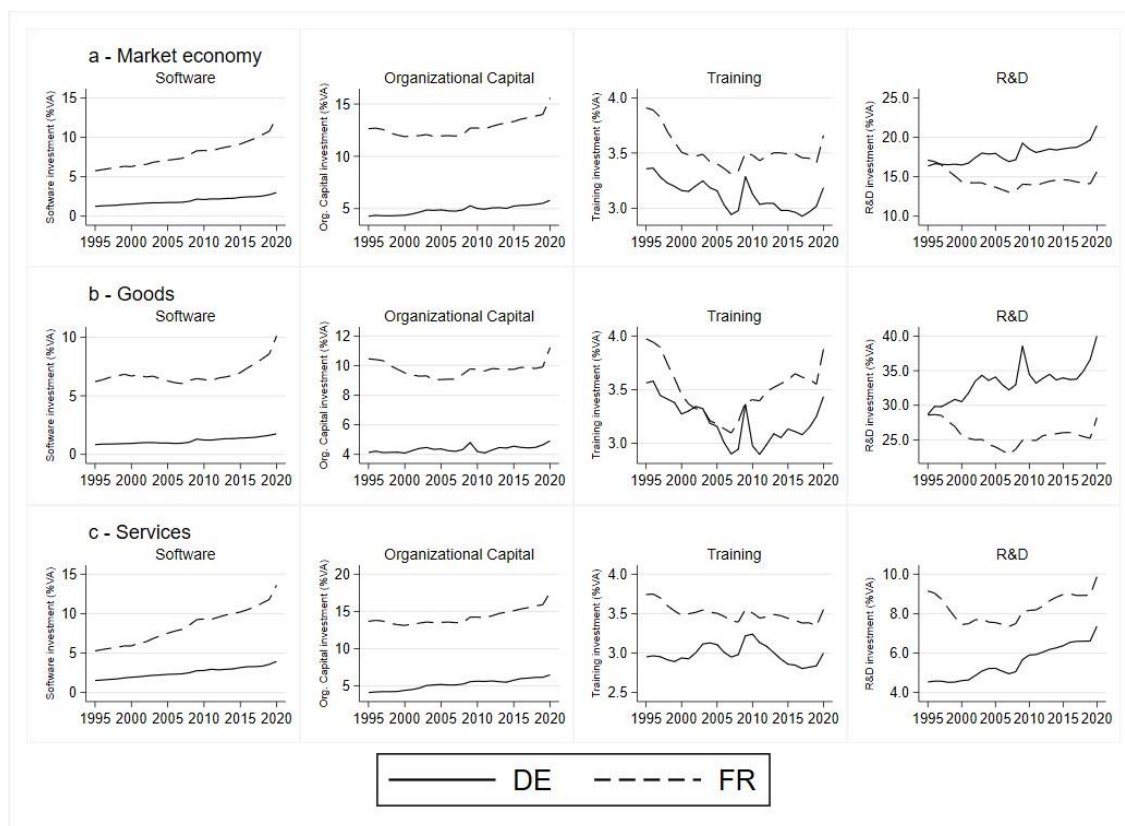 a - Market economy
Software
Software investment (%VA)
15
10
5
0
1995 2000 2005 2010 2015 2020
Organizational Capital
Org. Capital investment (%VA)
15
10
5
1995 2000 2005 2010 2015 2020
Training
Training investment (%VA)
4.0
3.5
3.0
1995 2000 2005 2010 2015 2020
R&D
R&D investment (%VA)
25.0
20.0
15.0
10.0
1995 2000 2005 2010 2015 2020
b - Goods
Software
Software investment (%VA)
10
5
0
1995 2000 2005 2010 2015 2020
Organizational Capital
Org. Capital investment (%VA)
12
10
8
6
4
1995 2000 2005 2010 2015 2020
Training
Training investment (%VA)
4.0
3.5
3.0
1995 2000 2005 2010 2015 2020
R&D
R&D investment (%VA)
40.0
35.0
30.0
25.0
1995 2000 2005 2010 2015 2020
c - Services
Software
Software investment (%VA)
15
10
5
0
1995 2000 2005 2010 2015 2020
Organizational Capital
Org. Capital investment (%VA)
20
15
10
5
1995 2000 2005 2010 2015 2020
Training
Training investment (%VA)
4.0
3.5
3.0
2.5
1995 2000 2005 2010 2015 2020
R&D
R&D investment (%VA)
10.0
8.0
6.0
4.0
1995 2000 2005 2010 2015 2020
DE FR